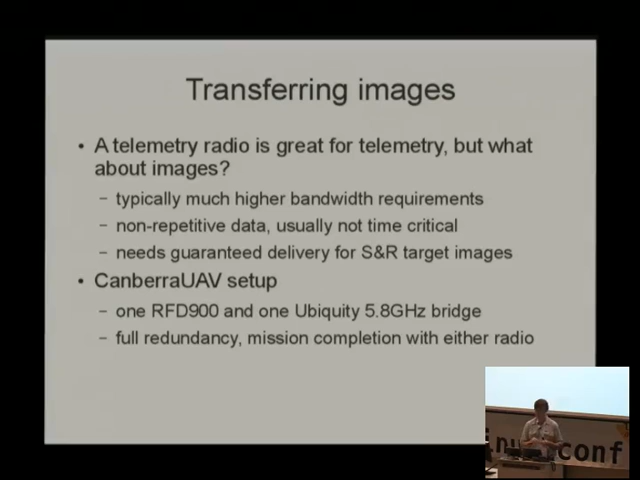 Transferring images
• A telemetry radio is great for telemetry, but what
about images?
– typically much higher bandwidth requirements
– non-repetitive data, usually not time critical
– needs guaranteed delivery for S&R target images
• CanberraUAV setup
– one RFD900 and one Ubiquity 5.8GHz bridge
– full redundancy, mission completion with either radio
conf